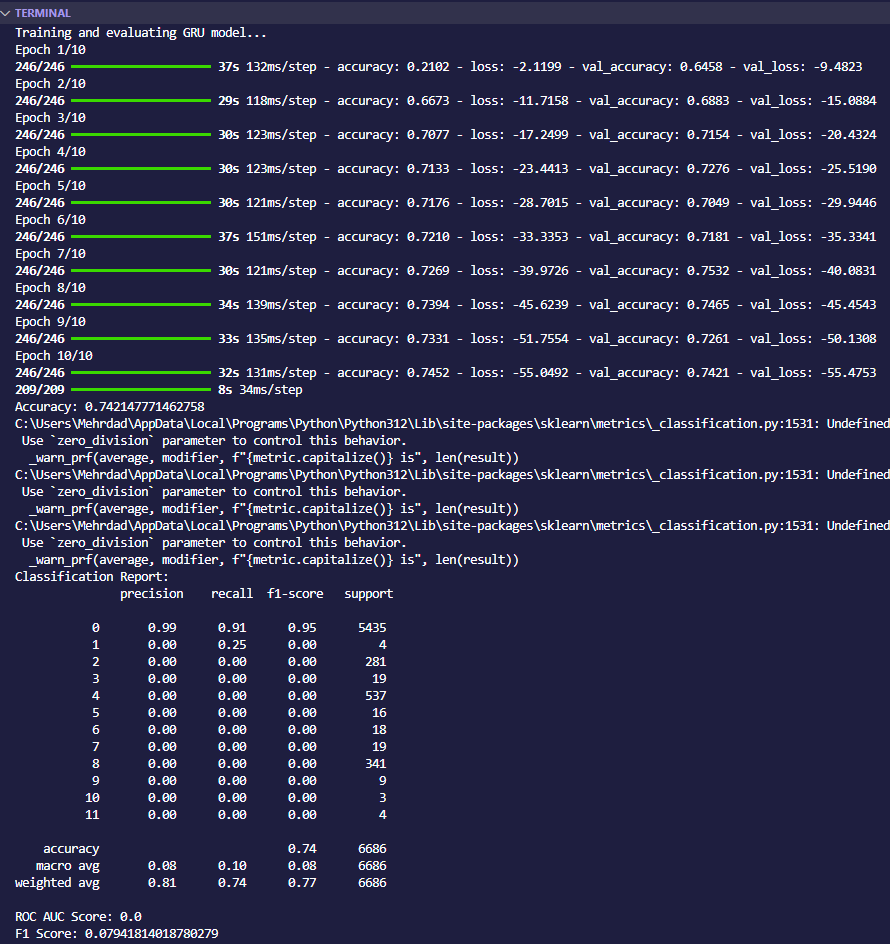 TERMINAL
Training and evaluating GRU model...
Epoch 1/10
246/246 37s 132ms/step - accuracy: 0.2102 - loss: -2.1199 - val_accuracy: 0.6458 - val_loss: -9.4823
Epoch 2/10
246/246 29s 118ms/step - accuracy: 0.6673 - loss: -11.7158 - val_accuracy: 0.6883 - val_loss: -15.0884
Epoch 3/10
246/246 30s 123ms/step - accuracy: 0.7077 - loss: -17.2499 - val_accuracy: 0.7154 - val_loss: -20.4324
Epoch 4/10
246/246 30s 123ms/step - accuracy: 0.7133 - loss: -23.4413 - val_accuracy: 0.7276 - val_loss: -25.5190
Epoch 5/10
246/246 30s 121ms/step - accuracy: 0.7176 - loss: -28.7015 - val_accuracy: 0.7049 - val_loss: -29.9446
Epoch 6/10
246/246 37s 151ms/step - accuracy: 0.7210 - loss: -33.3353 - val_accuracy: 0.7181 - val_loss: -35.3341
Epoch 7/10
246/246 30s 121ms/step - accuracy: 0.7269 - loss: -39.9726 - val_accuracy: 0.7532 - val_loss: -40.0831
Epoch 8/10
246/246 34s 139ms/step - accuracy: 0.7394 - loss: -45.6239 - val_accuracy: 0.7465 - val_loss: -45.4543
Epoch 9/10
246/246 33s 135ms/step - accuracy: 0.7331 - loss: -51.7554 - val_accuracy: 0.7261 - val_loss: -50.1308
Epoch 10/10
246/246 32s 131ms/step - accuracy: 0.7452 - loss: -55.0492 - val_accuracy: 0.7421 - val_loss: -55.4753
209/209 8s 34ms/step
Accuracy: 0.742147771462758
C:\Users\Mehrdad\AppData\Local\Programs\Python\Python312\Lib\site-packages\sklearn\metrics\_classification.py:1531: Undefined
Use `zero_division` parameter to control this behavior.
_warn_prf(average, modifier, f"{metric.capitalize()} is", len(result))
C:\Users\Mehrdad\AppData\Local\Programs\Python\Python312\Lib\site-packages\sklearn\metrics\_classification.py:1531: Undefined
Use `zero_division` parameter to control this behavior.
_warn_prf(average, modifier, f"{metric.capitalize()} is", len(result))
C:\Users\Mehrdad\AppData\Local\Programs\Python\Python312\Lib\site-packages\sklearn\metrics\_classification.py:1531: Undefined
Use `zero_division` parameter to control this behavior.
_warn_prf(average, modifier, f"{metric.capitalize()} is", len(result))
Classification Report:
precision recall f1-score support
0 0.99 0.91 0.95 5435
1 0.00 0.25 0.00 4
2 0.00 0.00 0.00 281
3 0.00 0.00 0.00 19
4 0.00 0.00 0.00 537
5 0.00 0.00 0.00 16
6 0.00 0.00 0.00 18
7 0.00 0.00 0.00 19
8 0.00 0.00 0.00 341
9 0.00 0.00 0.00 9
10 0.00 0.00 0.00 3
11 0.00 0.00 0.00 4
accuracy 0.74 6686
macro avg 0.08 0.10 0.08 6686
weighted avg 0.81 0.74 0.77 6686
ROC AUC Score: 0.0
F1 Score: 0.07941814018780279